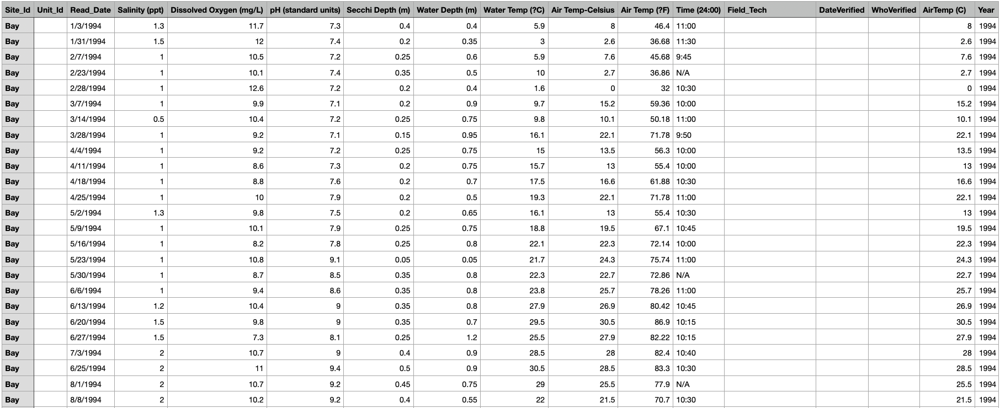 Site_Id Unit_Id Read_Date Salinity (ppt) Dissolved Oxygen (mg/L) pH (standard units) Secchi Depth (m) Water Depth (m) Water Temp (?C) Air Temp-Celsius Air Temp (?F) Time (24:00) Field_Tech DateVerified WhoVerified AirTemp (C) Year
Bay 1/3/1994 1.3 11.7 7.3 0.4 0.4 5.9 8 46.4 11:00 8 1994
Bay 1/31/1994 1.5 12 7.4 0.2 0.35 3 2.6 36.68 11:30 2.6 1994
Bay 2/7/1994 1 10.5 7.2 0.25 0.6 5.9 7.6 45.68 9:45 7.6 1994
Bay 2/23/1994 1 10.1 7.4 0.35 0.5 10 2.7 36.86 N/A 2.7 1994
Bay 2/28/1994 1 12.6 7.2 0.2 0.4 1.6 0 32 10:30 0 1994
Bay 3/7/1994 1 9.9 7.1 0.2 0.9 9.7 15.2 59.36 10:00 15.2 1994
Bay 3/14/1994 0.5 10.4 7.2 0.25 0.75 9.8 10.1 50.18 11:00 10.1 1994
Bay 3/28/1994 1 9.2 7.1 0.15 0.95 16.1 22.1 71.78 9:50 22.1 1994
Bay 4/4/1994 1 9.2 7.2 0.25 0.75 15 13.5 56.3 10:00 13.5 1994
Bay 4/11/1994 1 8.6 7.3 0.2 0.75 15.7 13 55.4 10:00 13 1994
Bay 4/18/1994 1 8.8 7.6 0.2 0.7 17.5 16.6 61.88 10:30 16.6 1994
Bay 4/25/1994 1 10 7.9 0.2 0.5 19.3 22.1 71.78 11:00 22.1 1994
Bay 5/2/1994 1.3 9.8 7.5 0.2 0.65 16.1 13 55.4 10:30 13 1994
Bay 5/9/1994 1 10.1 7.9 0.25 0.75 18.8 19.5 67.1 10:45 19.5 1994
Bay 5/16/1994 1 8.2 7.8 0.25 0.8 22.1 22.3 72.14 10:00 22.3 1994
Bay 5/23/1994 1 10.8 9.1 0.05 0.05 21.7 24.3 75.74 11:00 24.3 1994
Bay 5/30/1994 1 8.7 8.5 0.35 0.8 22.3 22.7 72.86 N/A 22.7 1994
Bay 6/6/1994 1 9.4 8.6 0.35 0.8 23.8 25.7 78.26 11:00 25.7 1994
Bay 6/13/1994 1.2 10.4 9 0.35 0.8 27.9 26.9 80.42 10:45 26.9 1994
Bay 6/20/1994 1.5 9.8 9 0.35 0.7 29.5 30.5 86.9 10:15 30.5 1994
Bay 6/27/1994 1.5 7.3 8.1 0.25 1.2 25.5 27.9 82.22 10:15 27.9 1994
Bay 7/3/1994 2 10.7 9 0.4 0.9 28.5 28 82.4 10:40 28 1994
Bay 6/25/1994 2 11 9.4 0.5 0.9 30.5 28.5 83.3 10:30 28.5 1994
Bay 8/1/1994 2 10.7 9.2 0.45 0.75 29 25.5 77.9 N/A 25.5 1994
Bay 8/8/1994 2 10.2 9.2 0.4 0.55 22 21.5 70.7 10:30 21.5 1994